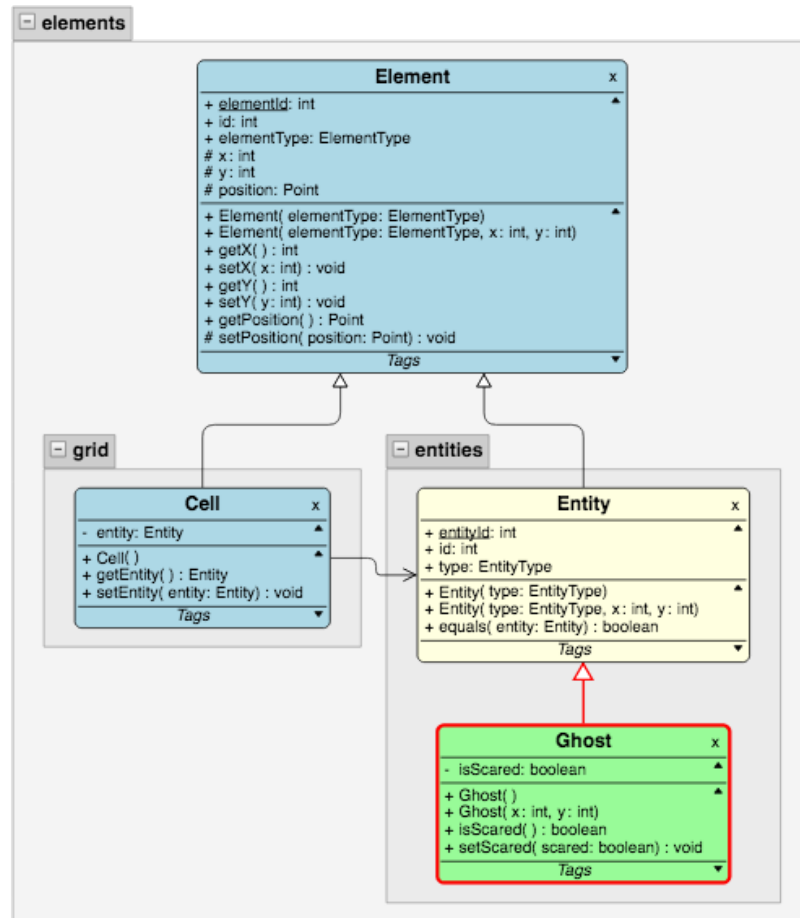 elements
Element x
+ elementId: int
+ id: int
+ elementType: ElementType
# x: int
# y: int
# position: Point
+ Element( elementType: ElementType)
+ Element( elementType: ElementType, x: int, y: int)
+ getX( ) : int
+ setX( x: int) : void
+ getY( ) : int
+ setY( y: int) : void
+ getPosition( ) : Point
# setPosition( position: Point) : void
Tags
grid
Cell x
- entity: Entity
+ Cell( )
+ getEntity( ) : Entity
+ setEntity( entity: Entity) : void
Tags
entities
Entity x
+ entityId: int
+ id: int
+ type: EntityType
+ Entity( type: EntityType)
+ Entity( type: EntityType, x: int, y: int)
+ equals( entity: Entity) : boolean
Tags
Ghost x
- isScared: boolean
+ Ghost( )
+ Ghost( x: int, y: int)
+ isScared( ) : boolean
+ setScared( scared: boolean) : void
Tags